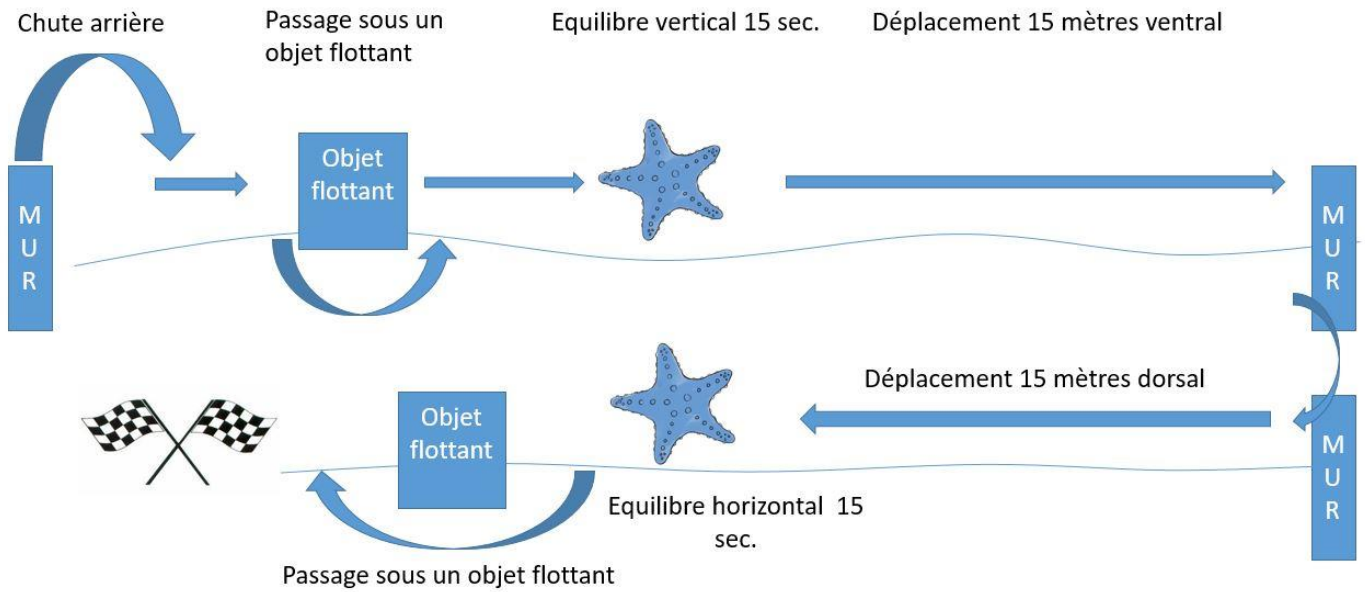 Chute arrière
Passage sous un
objet flottant
Equilibre vertical 15 sec.
Déplacement 15 mètres ventral
Objet
flottant
M
U
R
M
U
R
Déplacement 15 mètres dorsal
Objet
flottant
M
U
R
Equilibre horizontal 15
sec.
Passage sous un objet flottant